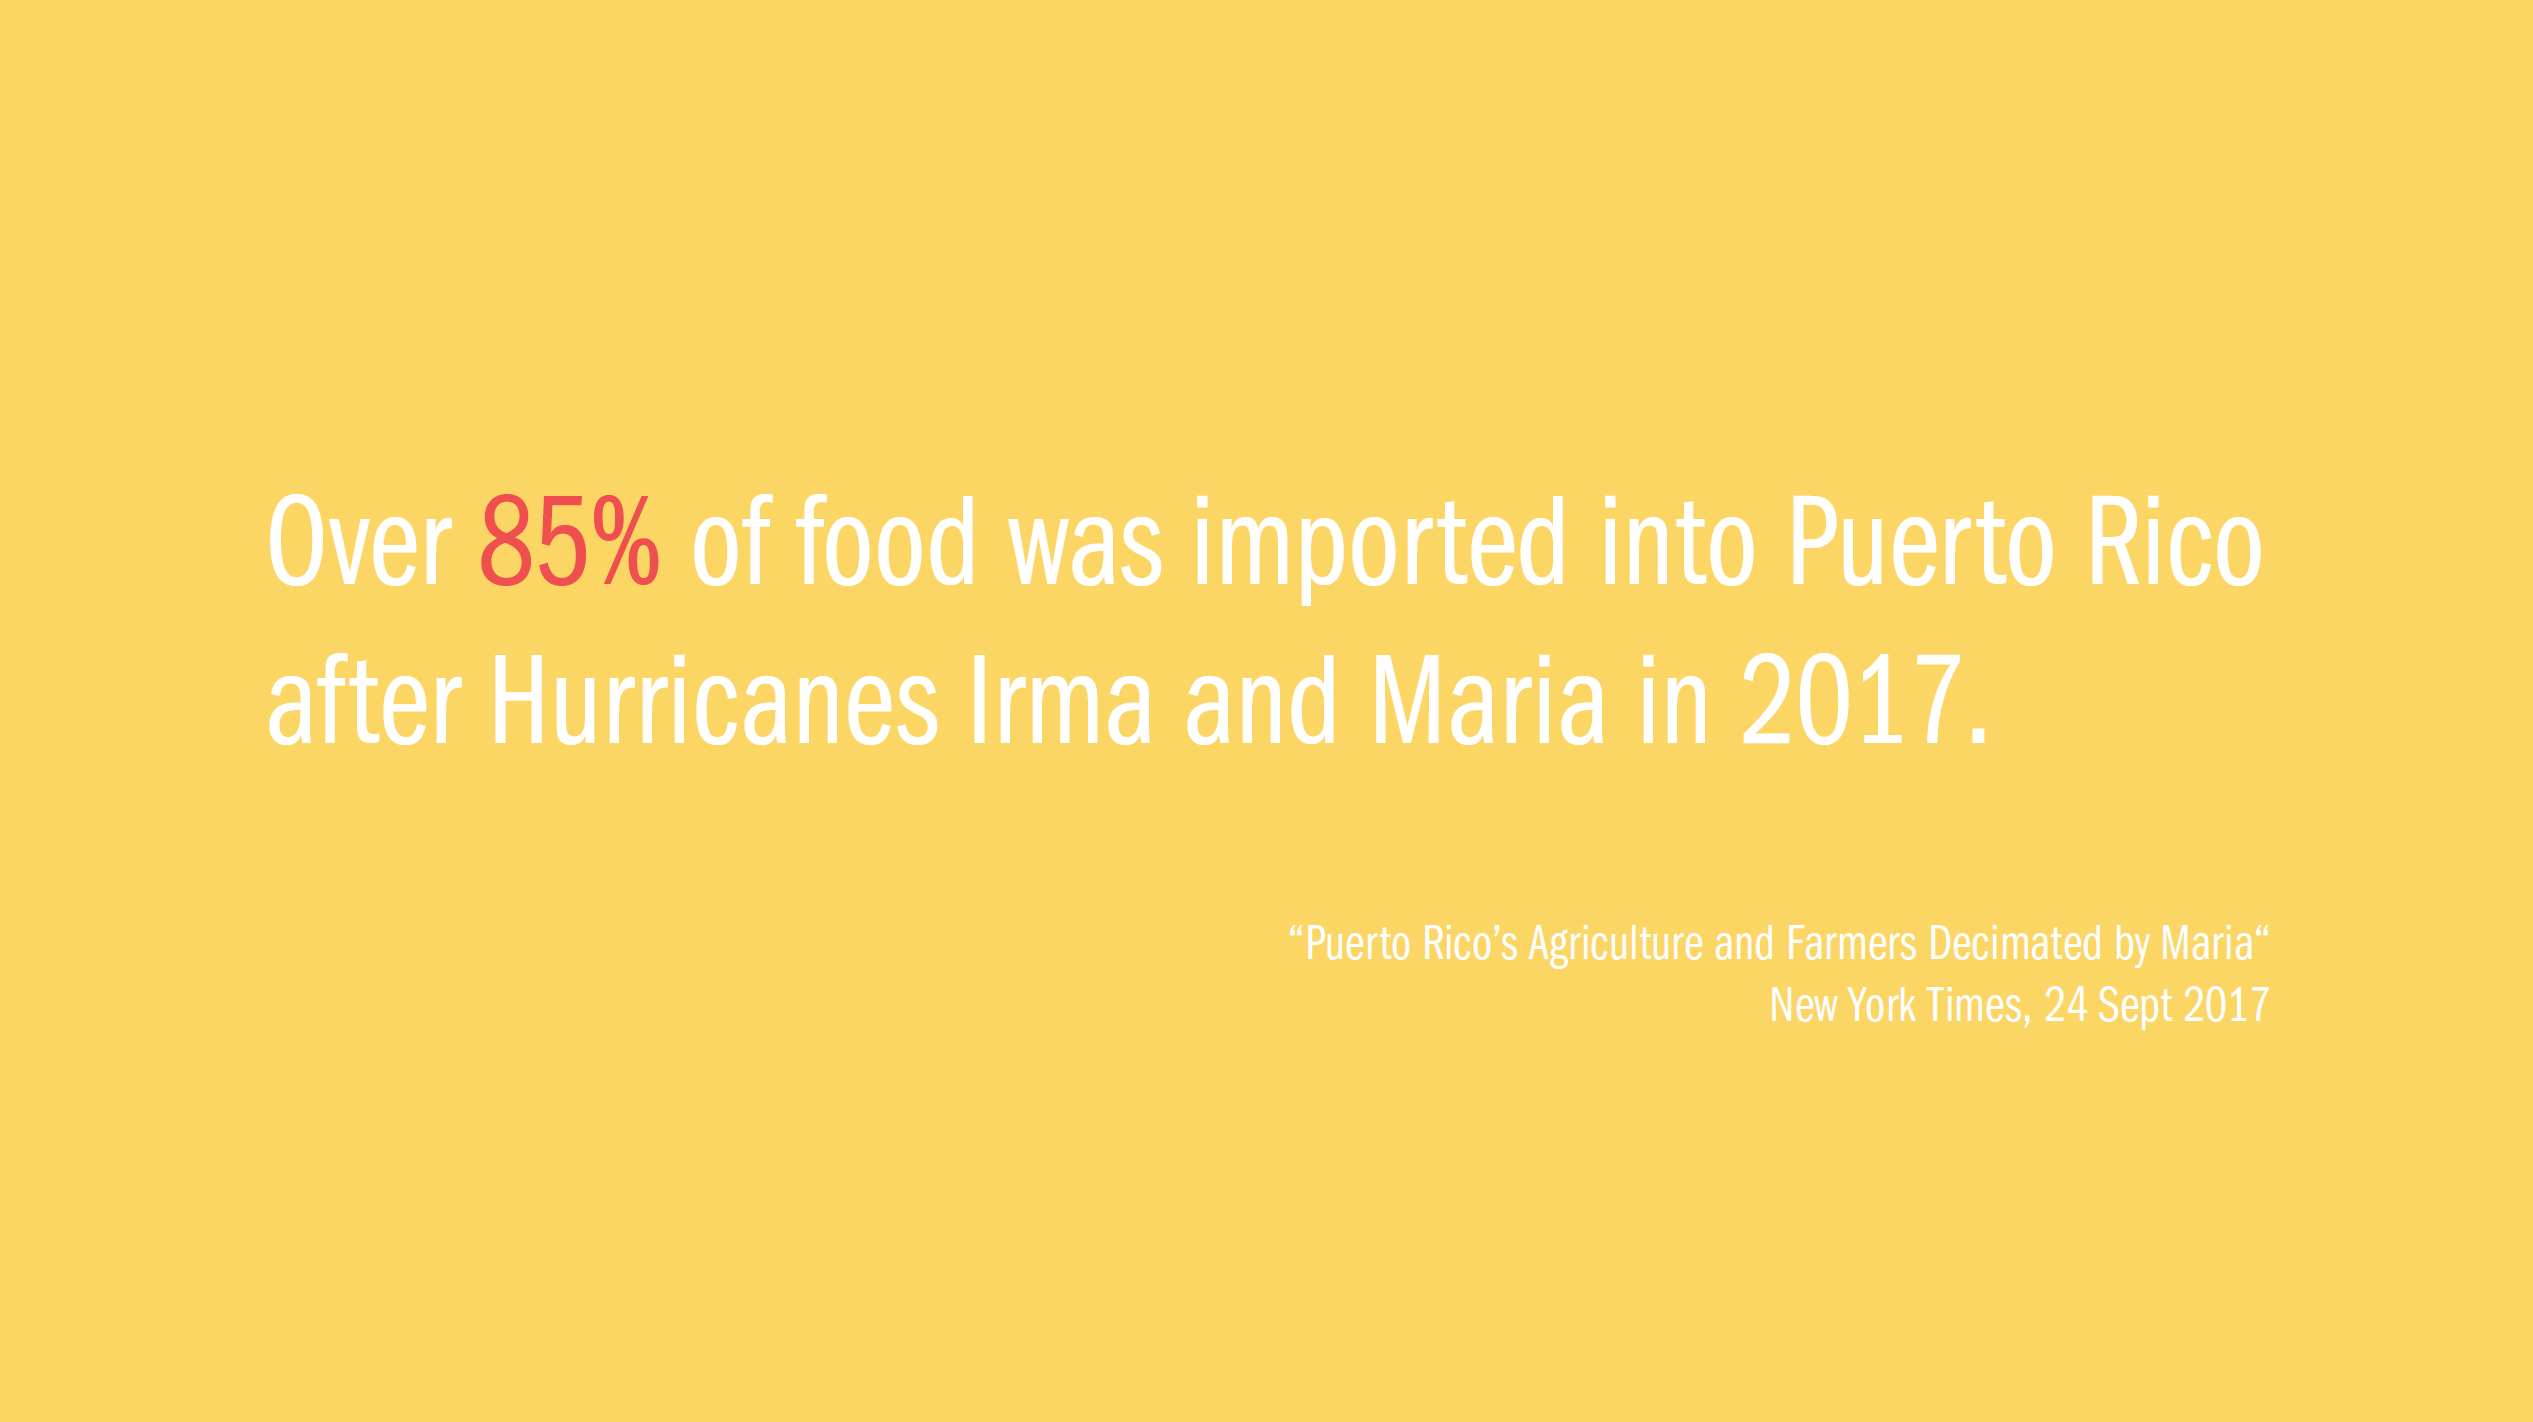 Over 85% of food was imported into Puerto Rico
after Hurricanes Irma and Maria in 2017.
“Puerto Rico’s Agriculture and Farmers Decimated by Maria“
New York Times, 24 Sept 2017